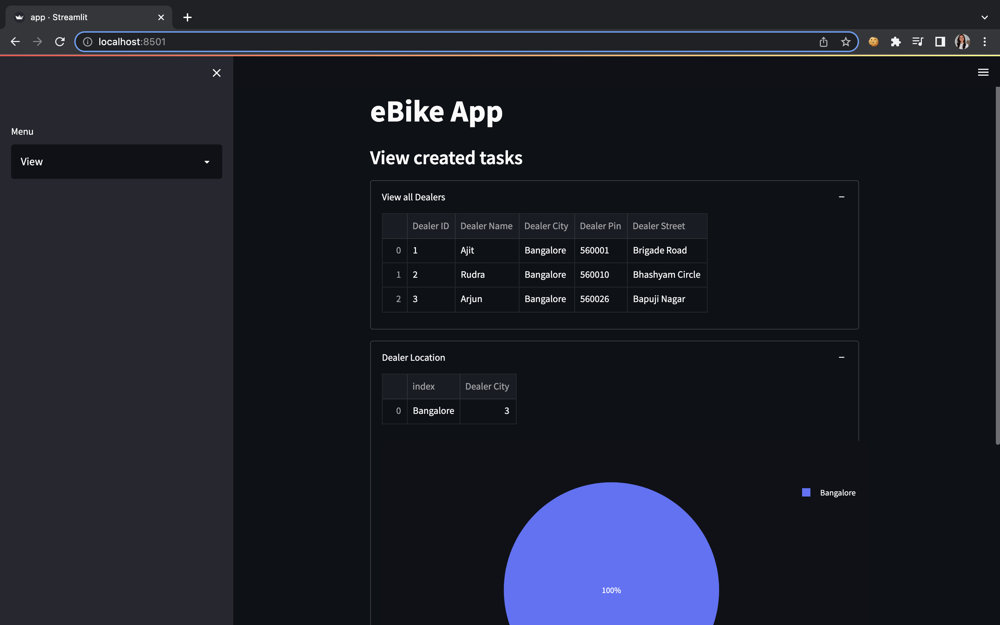 app · Streamlit
localhost:8501
Menu
View
eBike App
View created tasks
View all Dealers
Dealer ID Dealer Name Dealer City Dealer Pin Dealer Street
0 1 Ajit Bangalore 560001 Brigade Road
1 2 Rudra Bangalore 560010 Bhashyam Circle
2 3 Arjun Bangalore 560026 Bapuji Nagar
Dealer Location
index Dealer City
0 Bangalore 3
Bangalore
100%